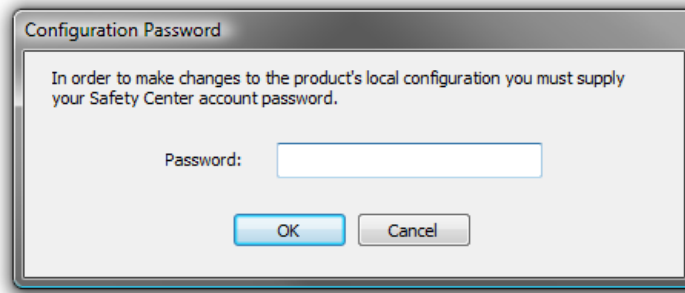 Configuration Password
In order to make changes to the product's local configuration you must supply
your Safety Center account password.
Password:
OK Cancel